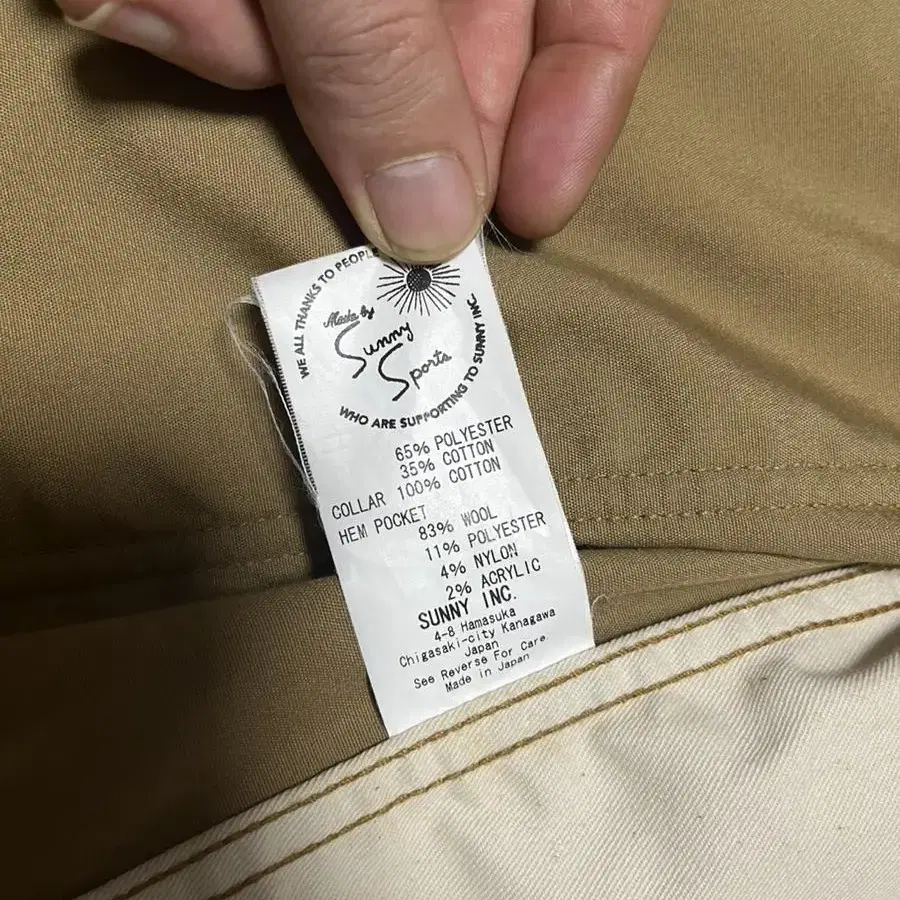 WE ALL THANKS TO PEOPLE
Made by
Sunny
Sports
WHO ARE SUPPORTING TO SUNNY INC
65% POLYESTER
35% COTTON
COLLAR 100% COTTON
HEM POCKET
83% WOOL
11% POLYESTER
4% NYLON
2% ACRYLIC
SUNNY INC.
4-8 Hamasuka
Chigasaki-city Kanagawa
Japan
See Reverse For Care.
Made in Japan